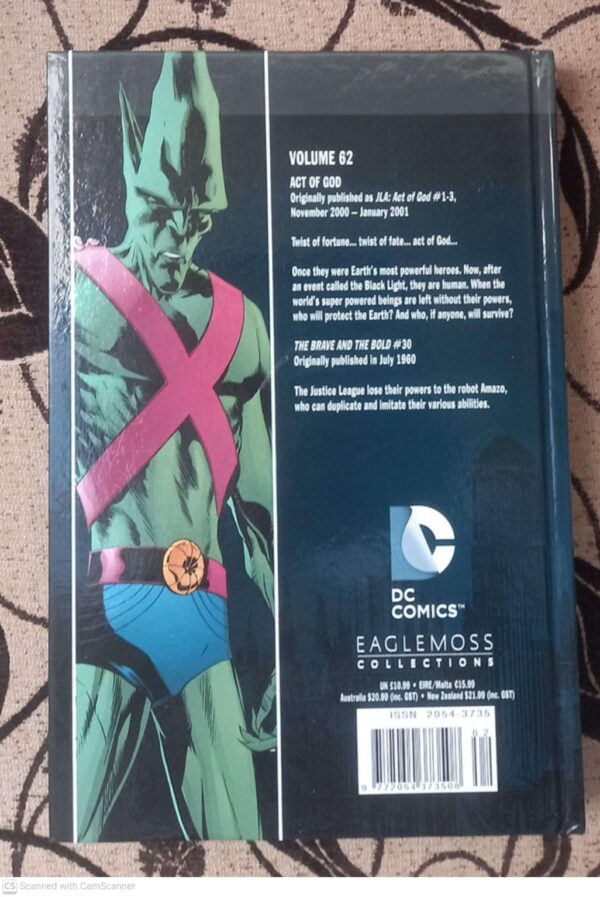 VOLUME 62
ACT OF GOD
Originally published as JLA: Act of God #1-3,
November 2000 – January 2001
Twist of fortune... twist of fate... act of God...
Once they were Earth's most powerful heroes. Now, after
an event called the Black Light, they are human. When the
world's super powered beings are left without their powers,
who will protect the Earth? And who, if anyone, will survive?
THE BRAVE AND THE BOLD #30
Originally published in July 1960
The Justice League lose their powers to the robot Amazo,
who can duplicate and imitate their various abilities.
DC
COMICS™
EAGLEMOSS
COLLECTIONS
UK £10.99 • EIRE/Malta €15.99
Australia $20.99 (inc. GST) • New Zealand $21.99 (inc. GST)
ISSN 2054-3735
62
9 772054 373508
CS Scanned with CamScanner